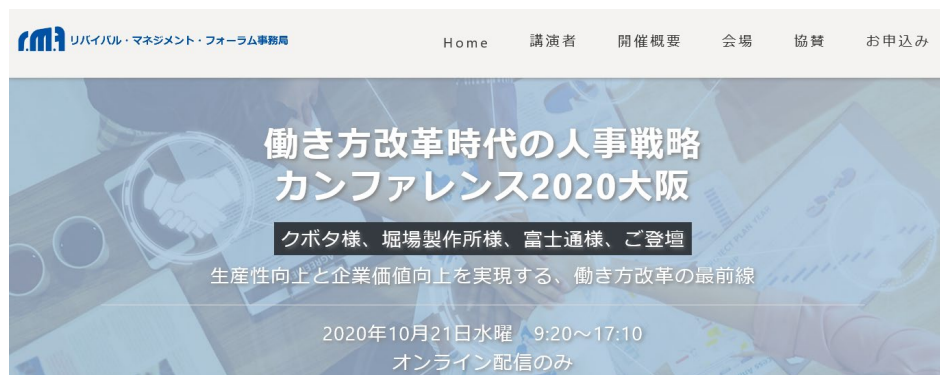 r.m.f リバイバル・マネジメント・フォーラム事務局
Home 講演者 開催概要 会場 協賛 お申込み
働き方改革時代の人事戦略
カンファレンス2020大阪
クボタ様、堀場製作所様、富士通様、ご登壇
生産性向上と企業価値向上を実現する、働き方改革の最前線
2020年10月21日水曜　9:20～17:10
オンライン配信のみ